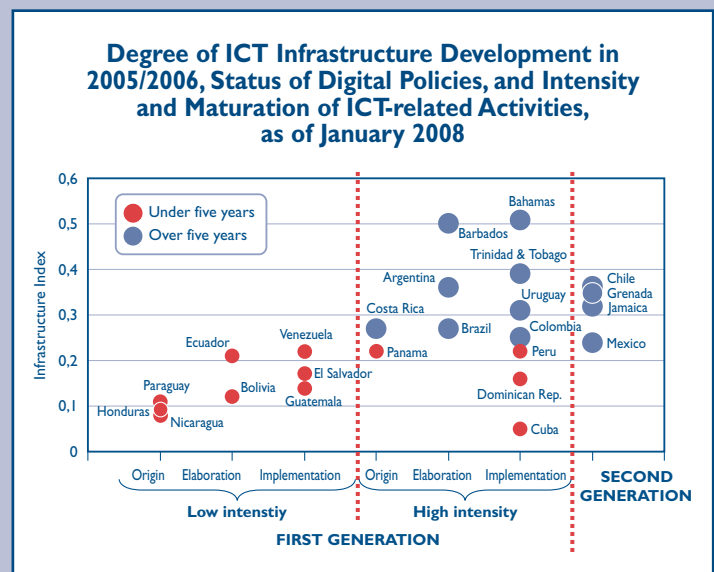 Degree of ICT Infrastructure Development in
2005/2006, Status of Digital Policies, and Intensity
and Maturation of ICT-related Activities,
as of January 2008
Infrastructure Index
0,6
0,5
0,4
0,3
0,2
0,1
0
Under five years
Over five years
Bahamas
Barbados
Trinidad & Tobago
Argentina
Chile
Grenada
Uruguay
Jamaica
Costa Rica
Colombia
Brazil
Venezuela
Ecuador
Mexico
Panama
Peru
El Salvador
Paraguay
Bolivia
Guatemala
Dominican Rep.
Honduras
Nicaragua
Cuba
Origin
Elaboration
Implementation
Origin
Elaboration
Implementation
Low intenstiy
High intensity
FIRST GENERATION
SECOND
GENERATION